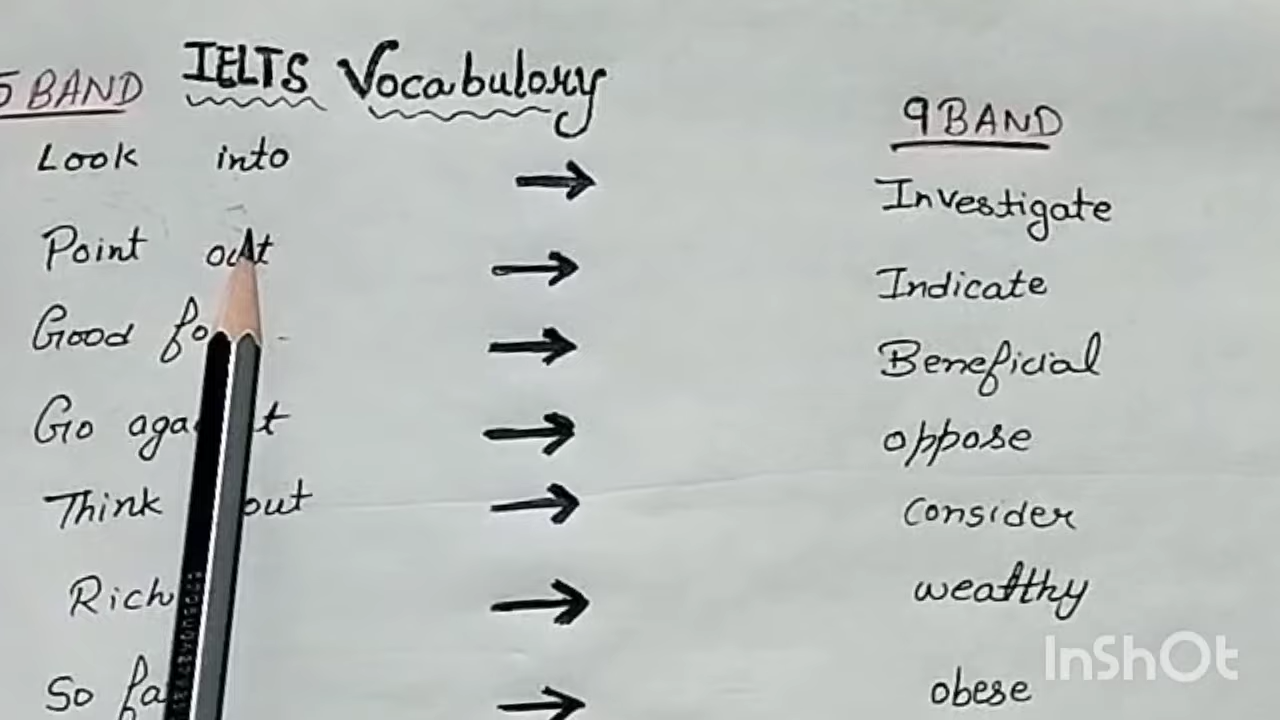 5 BAND IELTS Vocabulory 9 BAND
Look into → Investigate
Point out → Indicate
Good → Beneficial
Go → oppose
Think → Consider
Rich → wealthy
So → obese
InShOt